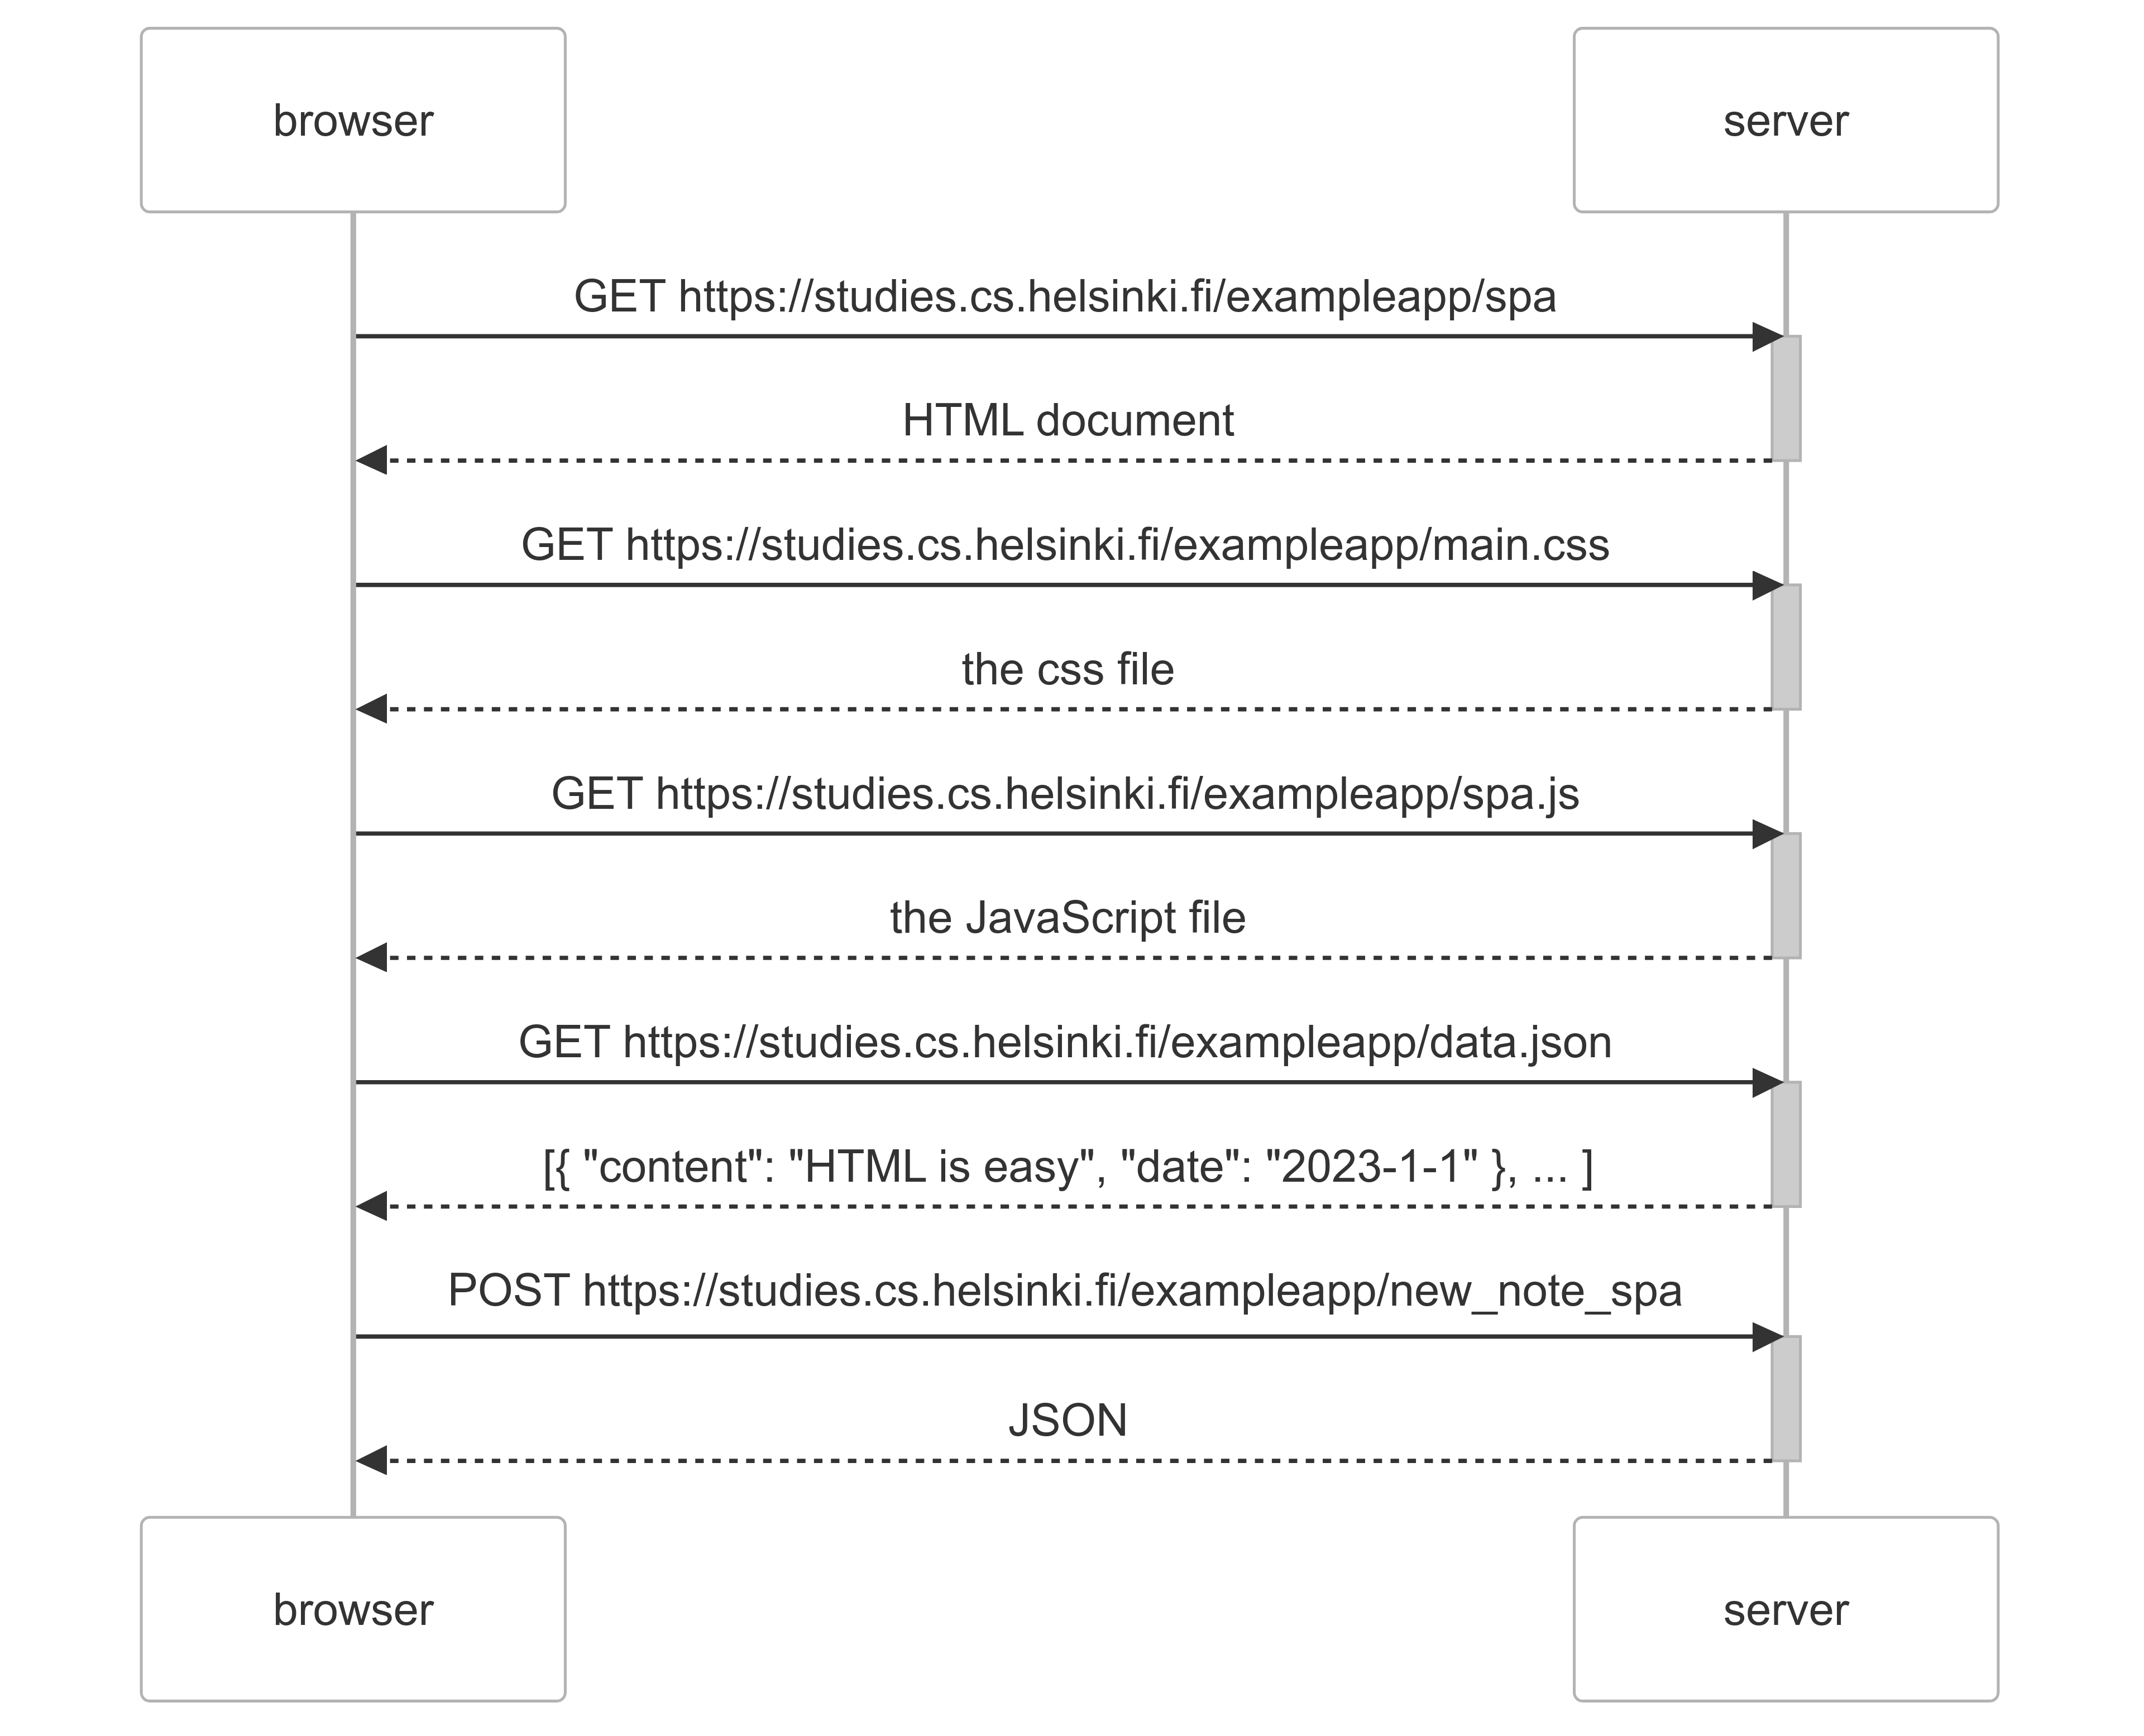 browser
server
GET https://studies.cs.helsinki.fi/exampleapp/spa
HTML document
GET https://studies.cs.helsinki.fi/exampleapp/main.css
the css file
GET https://studies.cs.helsinki.fi/exampleapp/spa.js
the JavaScript file
GET https://studies.cs.helsinki.fi/exampleapp/data.json
[{ "content": "HTML is easy", "date": "2023-1-1" }, ... ]
POST https://studies.cs.helsinki.fi/exampleapp/new_note_spa
JSON
browser
server